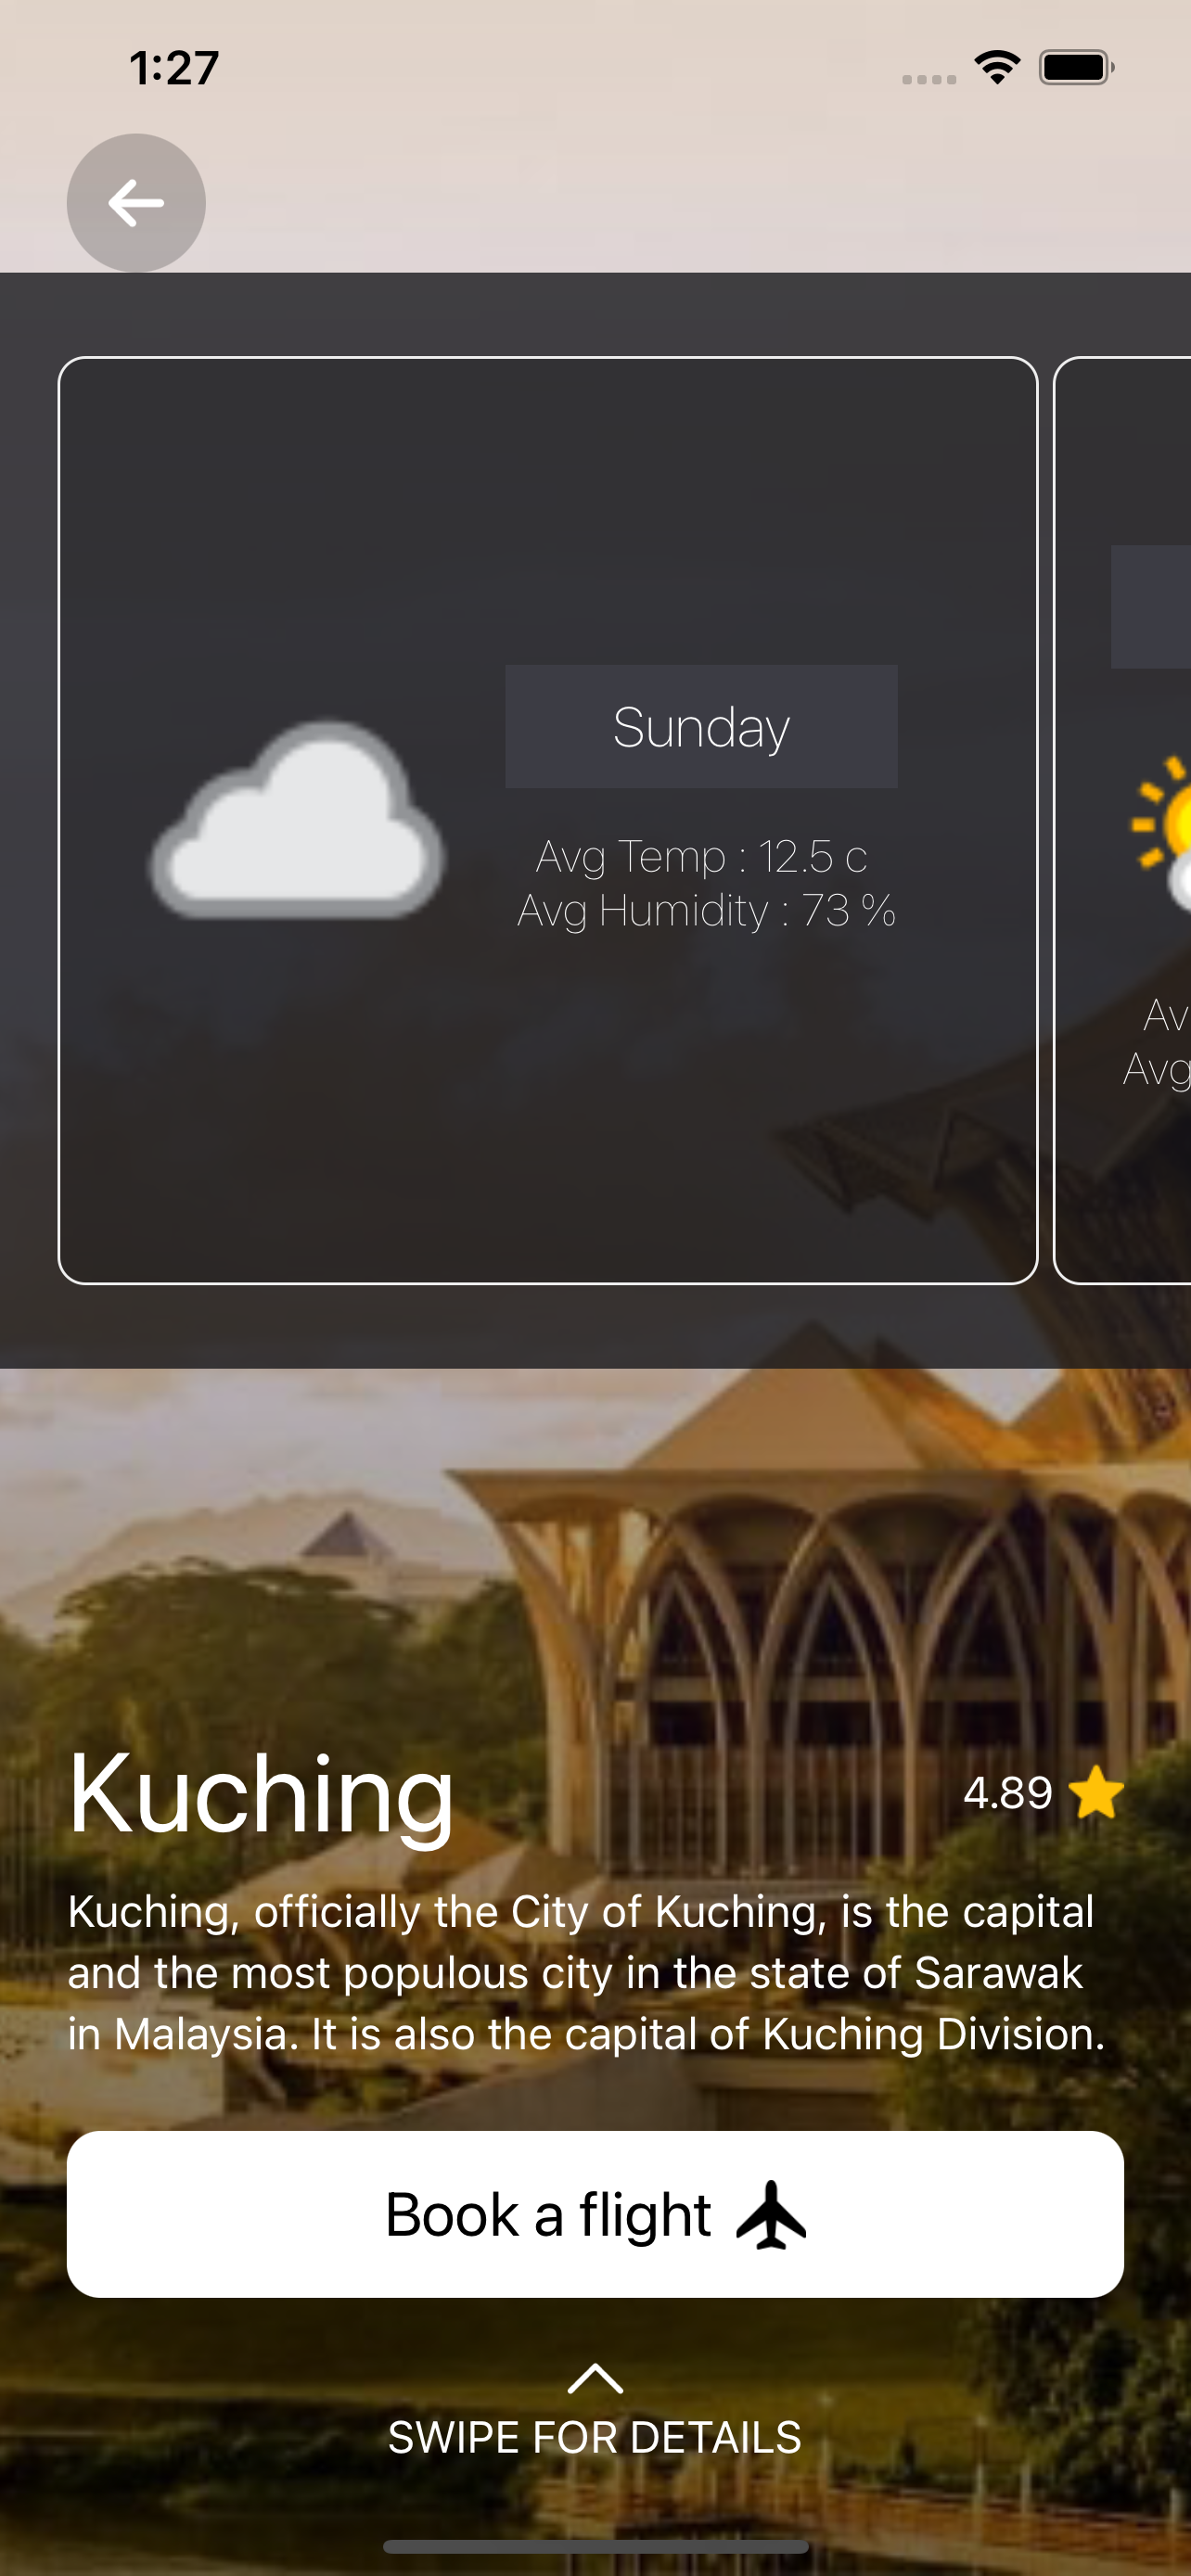 1:27
Sunday
Avg Temp : 12.5 c
Avg Humidity : 73 %
Av
Avg
Kuching
4.89
Kuching, officially the City of Kuching, is the capital
and the most populous city in the state of Sarawak
in Malaysia. It is also the capital of Kuching Division.
Book a flight
SWIPE FOR DETAILS